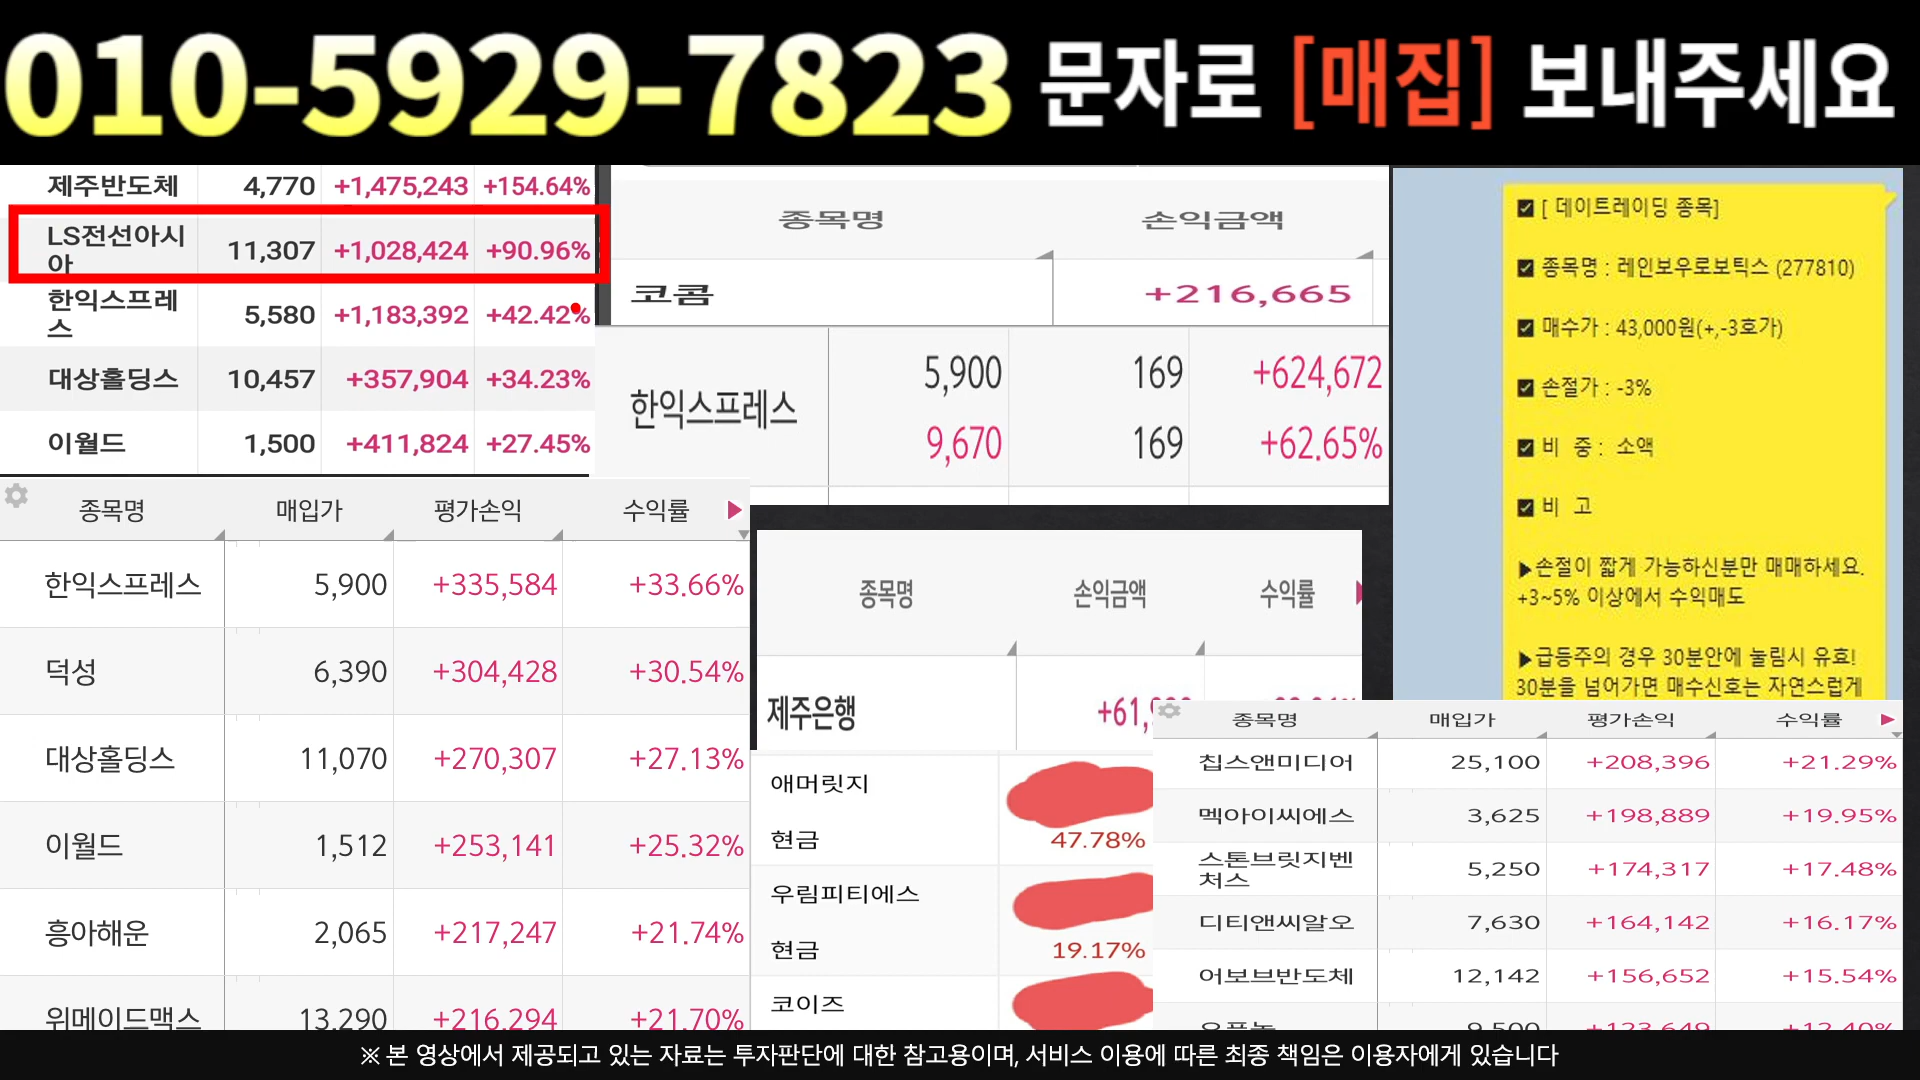 010-5929-7823 문자로 [매집] 보내주세요
제주반도체 4,770 +1,475,243 +154.64%
LS전선아시
아 11,307 +1,028,424 +90.96%
한익스프레
스 5,580 +1,183,392 +42.42%
대상홀딩스 10,457 +357,904 +34.23%
이월드 1,500 +411,824 +27.45%
종목명 손익금액
코콤 +216,665
한익스프레스
5,900 169 +624,672
9,670 169 +62.65%
☑ [ 데이트레이딩 종목]
☑ 종목명 : 레인보우로보틱스 (277810)
☑ 매수가 : 43,000원(+,-3호가)
☑ 손절가 : -3%
☑ 비 중 : 소액
☑ 비 고
▶손절이 짧게 가능하신분만 매매하세요.
+3~5% 이상에서 수익매도
▶급등주의 경우 30분안에 눌림시 유효!
30분을 넘어가면 매수신호는 자연스럽게
종목명 매입가 평가손익 수익률
한익스프레스 5,900 +335,584 +33.66%
덕성 6,390 +304,428 +30.54%
대상홀딩스 11,070 +270,307 +27.13%
이월드 1,512 +253,141 +25.32%
흥아해운 2,065 +217,247 +21.74%
위메이드맥스 13,290 +216,294 +21.70%
종목명 손익금액 수익률
제주은행 +61,
애머릿지
현금 47.78%
우림피티에스
현금 19.17%
코이즈
종목명 매입가 평가손익 수익률
칩스앤미디어 25,100 +208,396 +21.29%
멕아이씨에스 3,625 +198,889 +19.95%
스톤브릿지벤
처스 5,250 +174,317 +17.48%
디티앤씨알오 7,630 +164,142 +16.17%
어보브반도체 12,142 +156,652 +15.54%
※ 본 영상에서 제공되고 있는 자료는 투자판단에 대한 참고용이며, 서비스 이용에 따른 최종 책임은 이용자에게 있습니다